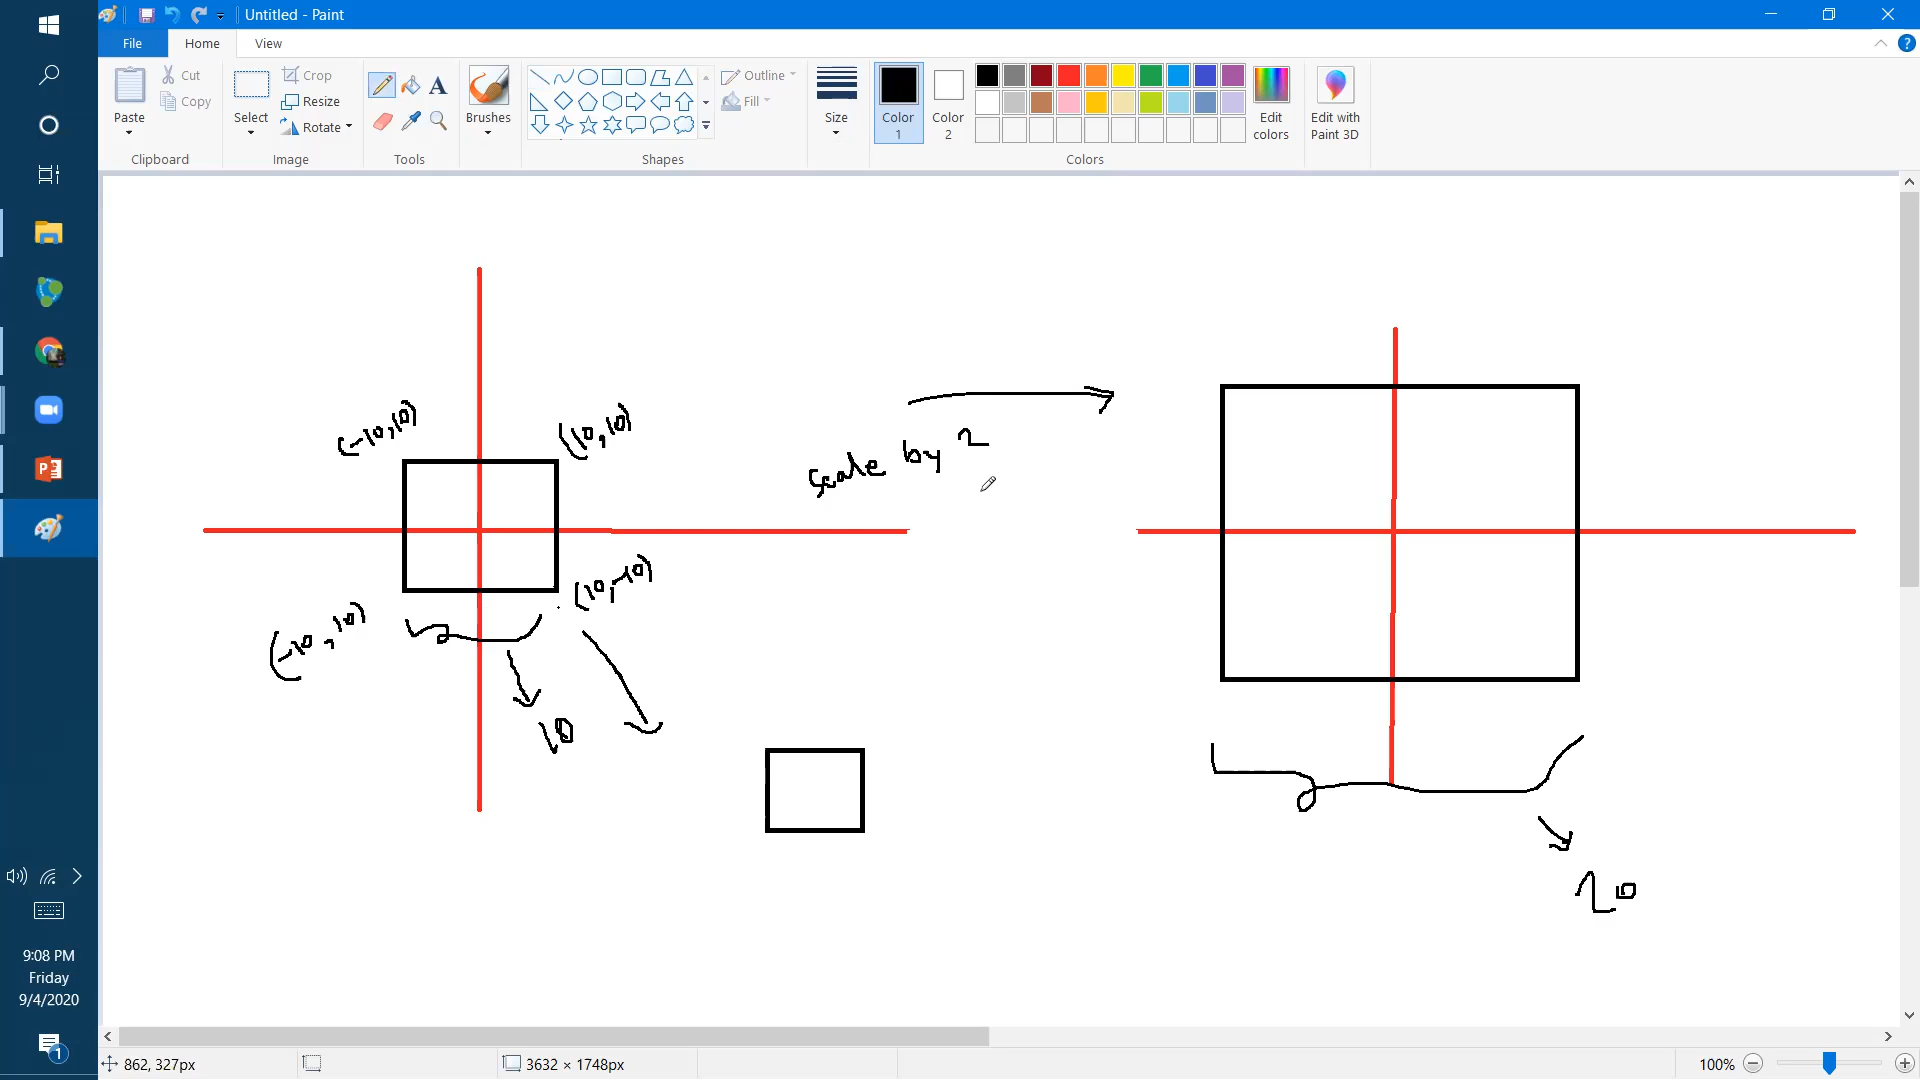 Untitled - Paint
File Home View
Cut
Crop
Outline
Copy
Resize
Fill
Paste
Select
Rotate
Brushes
Size
Color
1
Color
2
Edit
colors
Edit with
Paint 3D
Clipboard
Image
Tools
Shapes
Colors
(-10,10)
(10,10)
scale by 2
(10,-10)
(-10,10)
10
20
9:08 PM
Friday
9/4/2020
1
862, 327px
3632 × 1748px
100%